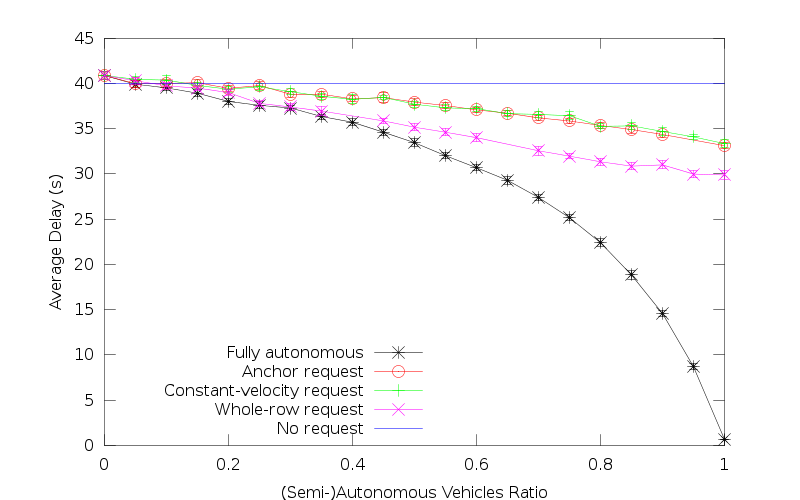 45
40
35
30
25
20
15
10
5
0
Average Delay (s)
Fully autonomous
Anchor request
Constant-velocity request
Whole-row request
No request
0 0.2 0.4 0.6 0.8 1
(Semi-)Autonomous Vehicles Ratio